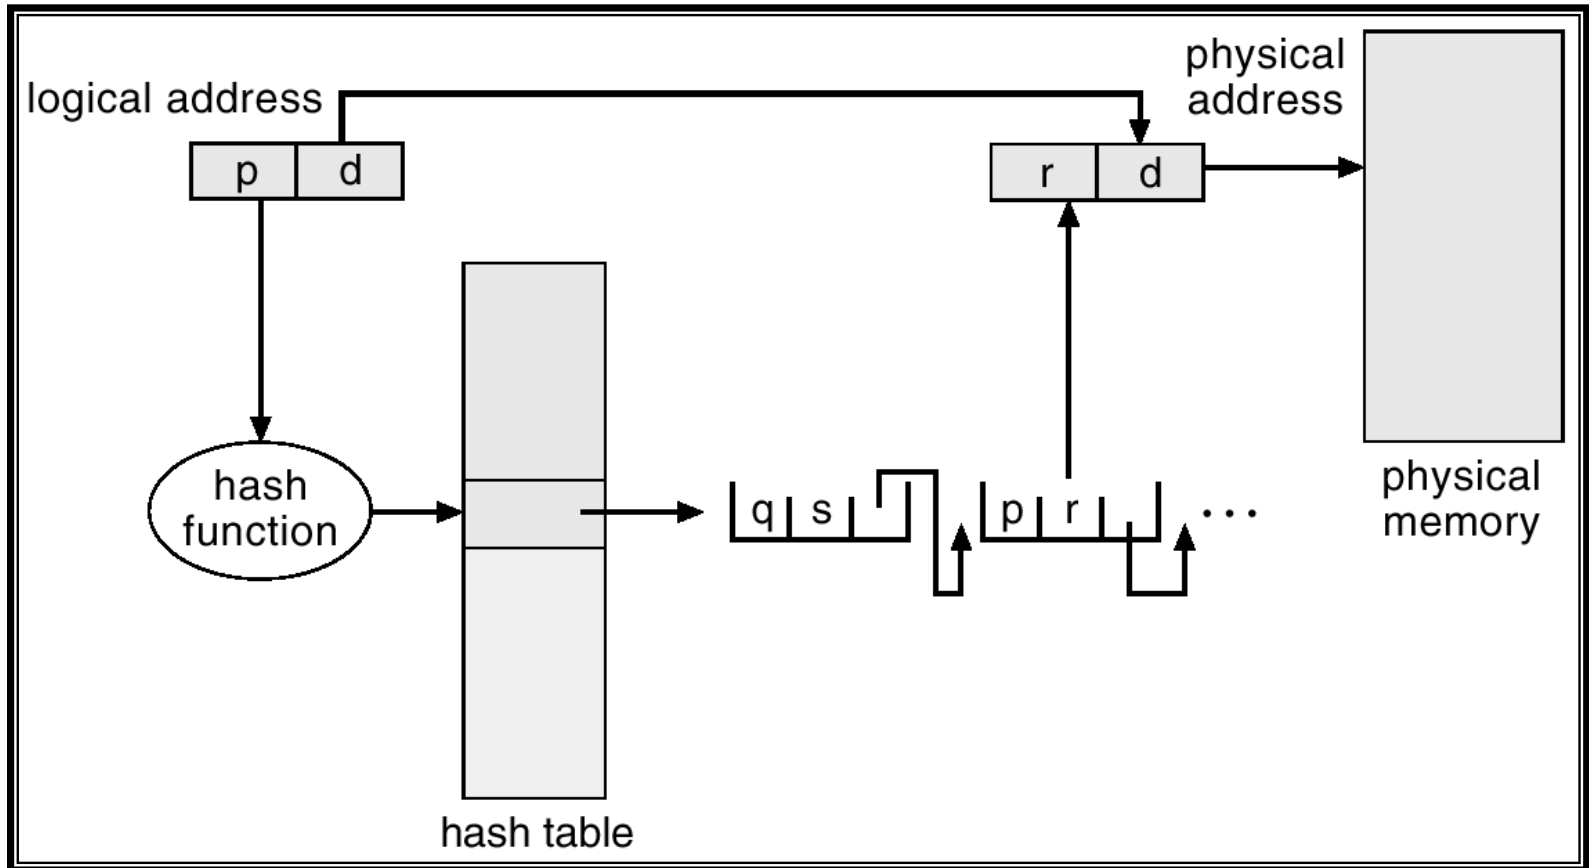 logical address
p d
physical
address
r d
hash
function
q s
p r
...
physical
memory
hash table